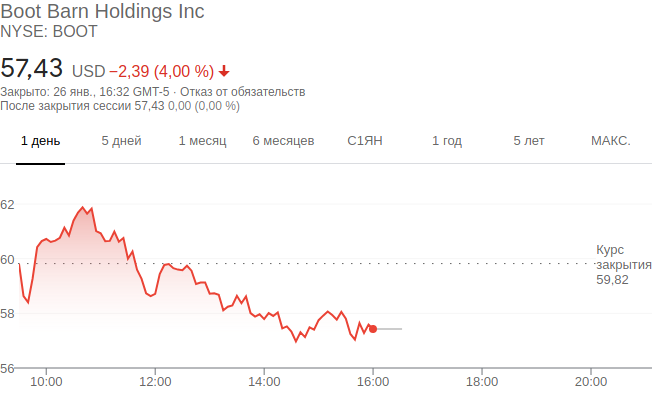 Boot Barn Holdings Inc
NYSE: BOOT
57,43 USD −2,39 (4,00 %)
Закрыто: 26 янв., 16:32 GMT-5 · Отказ от обязательств
После закрытия сессии 57,43 0,00 (0,00 %)
1 день 5 дней 1 месяц 6 месяцев С1ЯН 1 год 5 лет МАКС.
62
60
58
56
Курс
закрытия
59,82
10:00 12:00 14:00 16:00 18:00 20:00